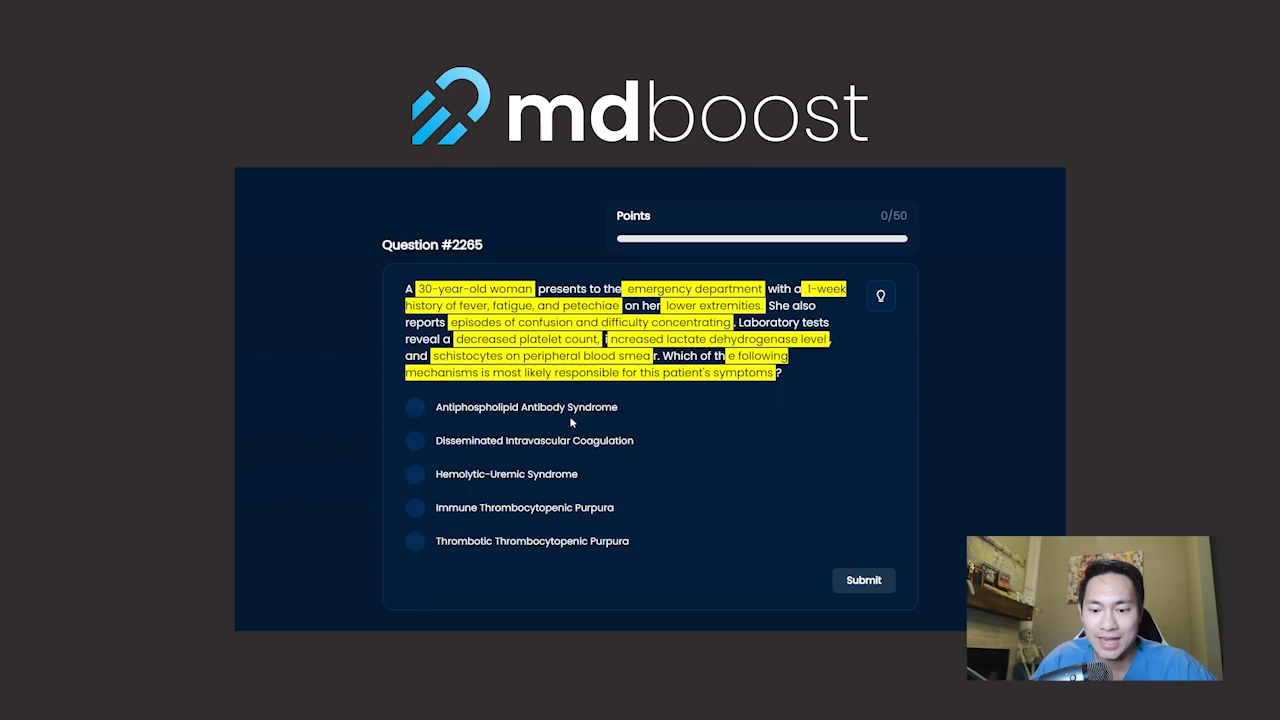 mdboost
Points 0/50
Question #2265
A 30-year-old woman presents to the emergency department with a 1-week
history of fever, fatigue, and petechiae on her lower extremities. She also
reports episodes of confusion and difficulty concentrating. Laboratory tests
reveal a decreased platelet count, increased lactate dehydrogenase level,
and schistocytes on peripheral blood smear. Which of the following
mechanisms is most likely responsible for this patient's symptoms?
Antiphospholipid Antibody Syndrome
Disseminated Intravascular Coagulation
Hemolytic-Uremic Syndrome
Immune Thrombocytopenic Purpura
Thrombotic Thrombocytopenic Purpura
Submit